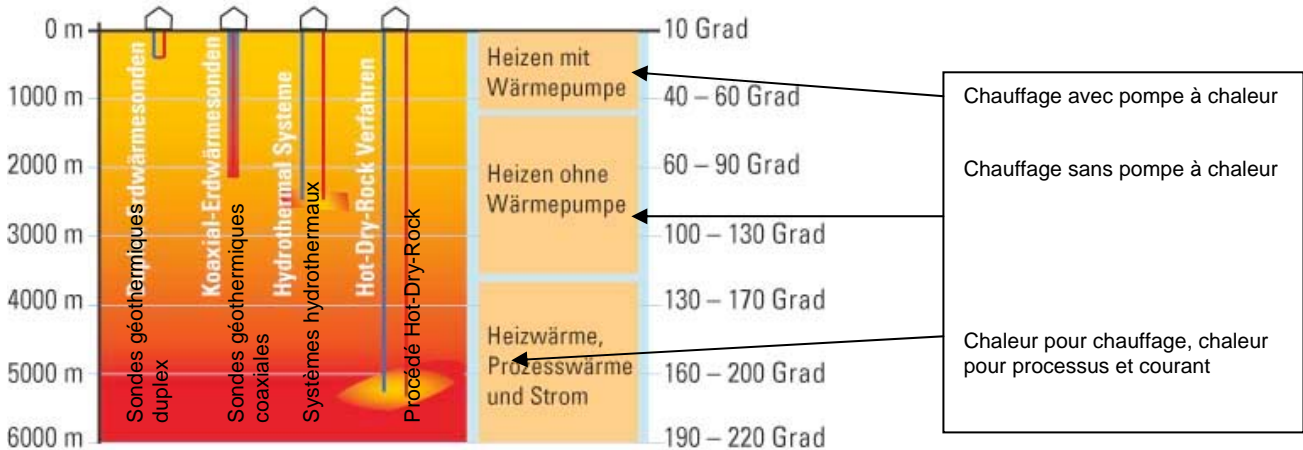 0 m
1000 m
2000 m
3000 m
4000 m
5000 m
6000 m
Erdwärmesonden
Koaxial-Erdwärmesonden
Hydrothermal Systeme
Hot-Dry-Rock Verfahren
Sondes géothermiques
duplex
Sondes géothermiques
coaxiales
Systèmes hydrothermaux
Procédé Hot-Dry-Rock
Heizen mit
Wärmepumpe
Heizen ohne
Wärmepumpe
Heizwärme,
Prozesswärme
und Strom
10 Grad
40 – 60 Grad
60 – 90 Grad
100 – 130 Grad
130 – 170 Grad
160 – 200 Grad
190 – 220 Grad
Chauffage avec pompe à chaleur
Chauffage sans pompe à chaleur
Chaleur pour chauffage, chaleur
pour processus et courant